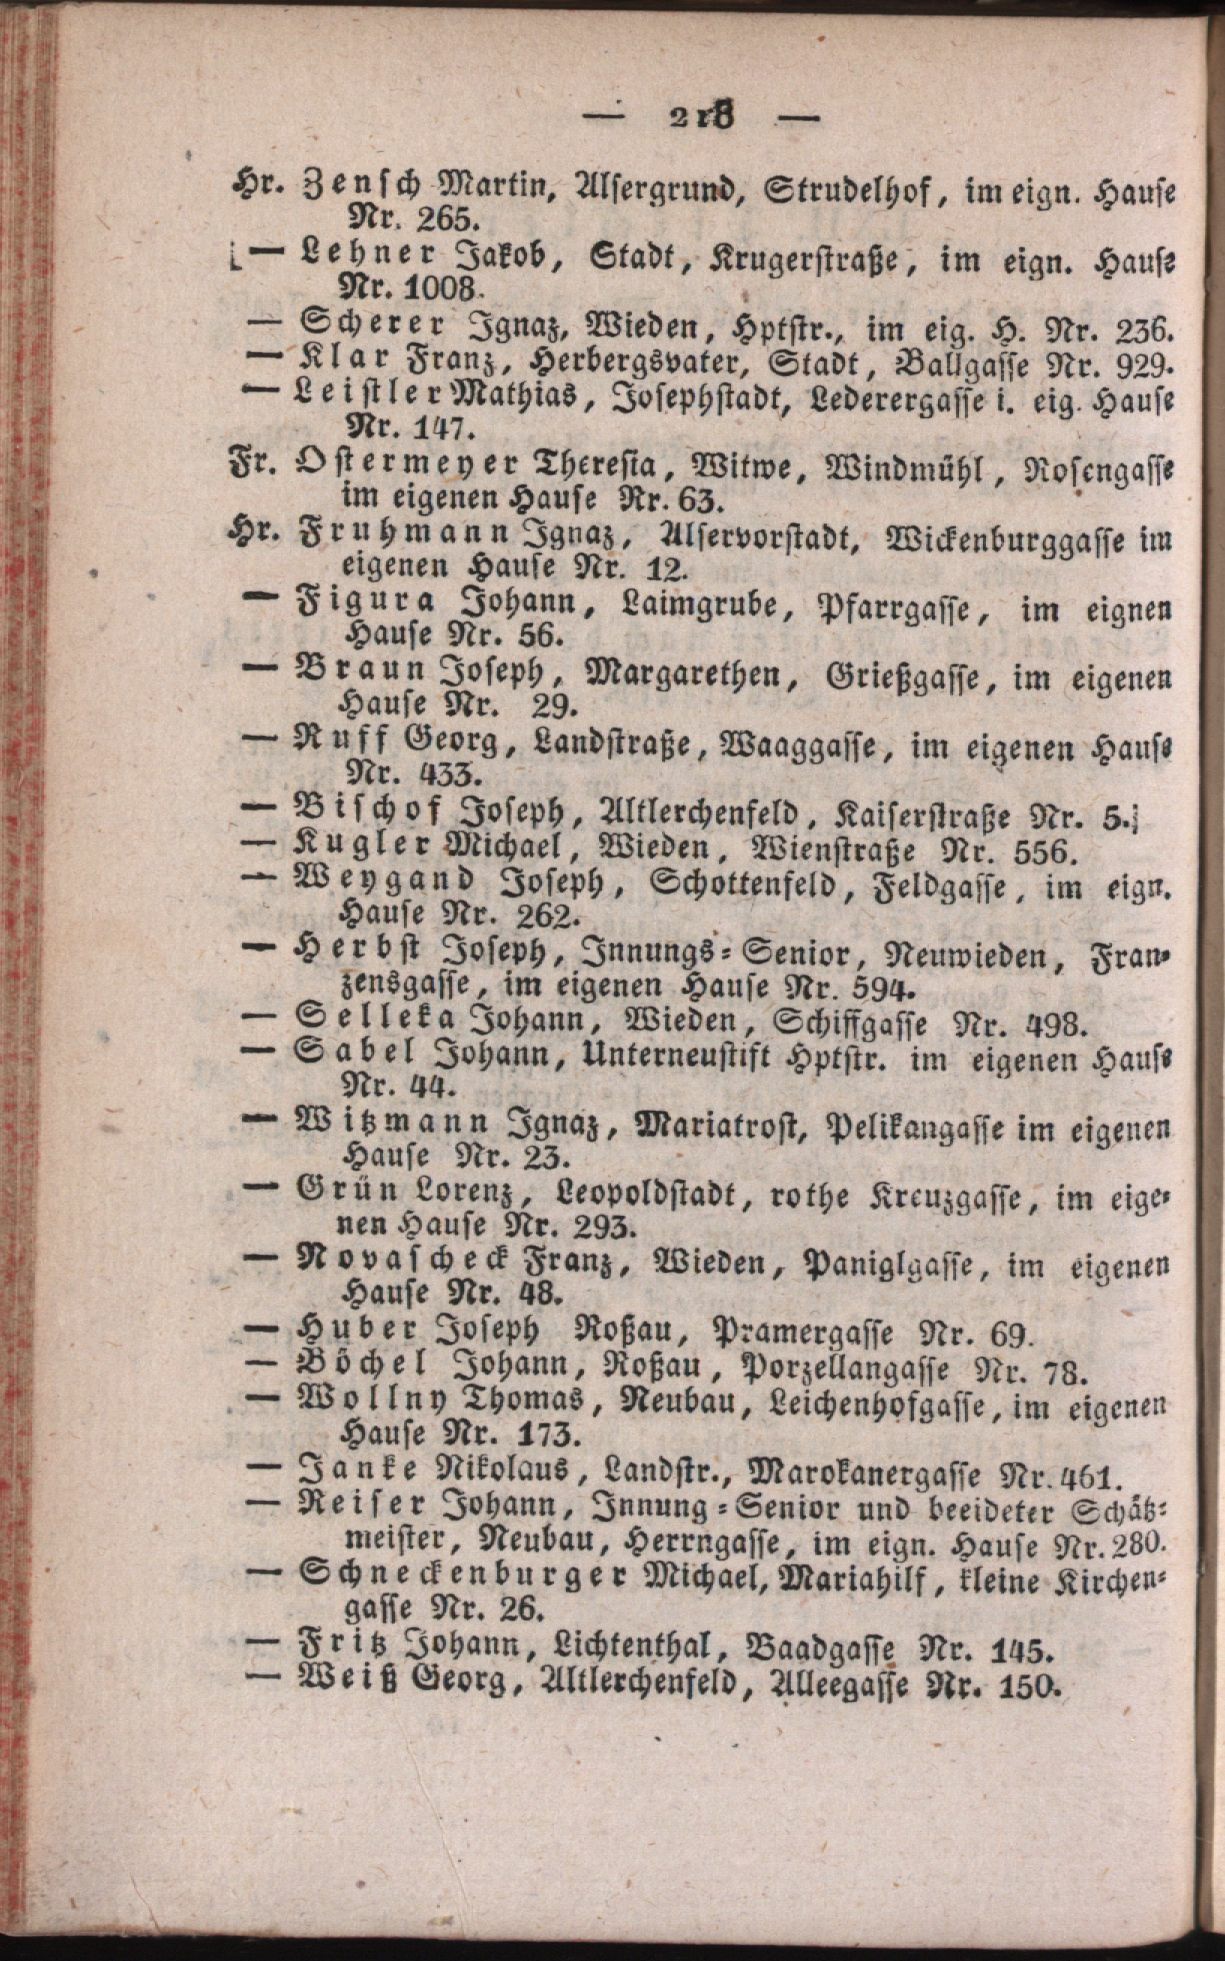 — 218 —
Hr. Zensch Martin, Alsergrund, Strudelhof, im eign. Hause
Nr. 265.
— Lehner Jakob, Stadt, Krugerstraße, im eign. Hause
Nr. 1008.
— Scherer Ignaz, Wieden, Hptstr., im eig. H. Nr. 236.
— Klar Franz, Herbergsvater, Stadt, Ballgasse Nr. 929.
— Leistler Mathias, Josephstadt, Lederergasse i. eig. Hause
Nr. 147.
Fr. Ostermeyer Theresia, Witwe, Windmühl, Rosengasse
im eigenen Hause Nr. 63.
Hr. Fruhmann Ignaz, Alservorstadt, Wickenburggasse im
eigenen Hause Nr. 12.
— Figura Johann, Laimgrube, Pfarrgasse, im eignen
Hause Nr. 56.
— Braun Joseph, Margarethen, Grießgasse, im eigenen
Hause Nr. 29.
— Ruff Georg, Landstraße, Waaggasse, im eigenen Hause
Nr. 433.
— Bischof Joseph, Altlerchenfeld, Kaiserstraße Nr. 5.
— Kugler Michael, Wieden, Wienstraße Nr. 556.
— Weygand Joseph, Schottenfeld, Feldgasse, im eign.
Hause Nr. 262.
— Herbst Joseph, Innungs-Senior, Neuwieden, Fran-
zensgasse, im eigenen Hause Nr. 594.
— Selleka Johann, Wieden, Schiffgasse Nr. 498.
— Sabel Johann, Unterneustift Hptstr. im eigenen Hause
Nr. 44.
— Witzmann Ignaz, Mariatrost, Pelikangasse im eigenen
Hause Nr. 23.
— Grün Lorenz, Leopoldstadt, rothe Kreuzgasse, im eige-
nen Hause Nr. 293.
— Novascheck Franz, Wieden, Paniglgasse, im eigenen
Hause Nr. 48.
— Huber Joseph Roßau, Pramergasse Nr. 69.
— Böchel Johann, Roßau, Porzellangasse Nr. 78.
— Wollny Thomas, Neubau, Leichenhofgasse, im eigenen
Hause Nr. 173.
— Janke Nikolaus, Landstr., Marokanergasse Nr. 461.
— Reiser Johann, Innung-Senior und beeideter Schätz-
meister, Neubau, Herrngasse, im eign. Hause Nr. 280.
— Schneckenburger Michael, Mariahilf, kleine Kirchen-
gasse Nr. 26.
— Fritz Johann, Lichtenthal, Baadgasse Nr. 145.
— Weiß Georg, Altlerchenfeld, Alleegasse Nr. 150.